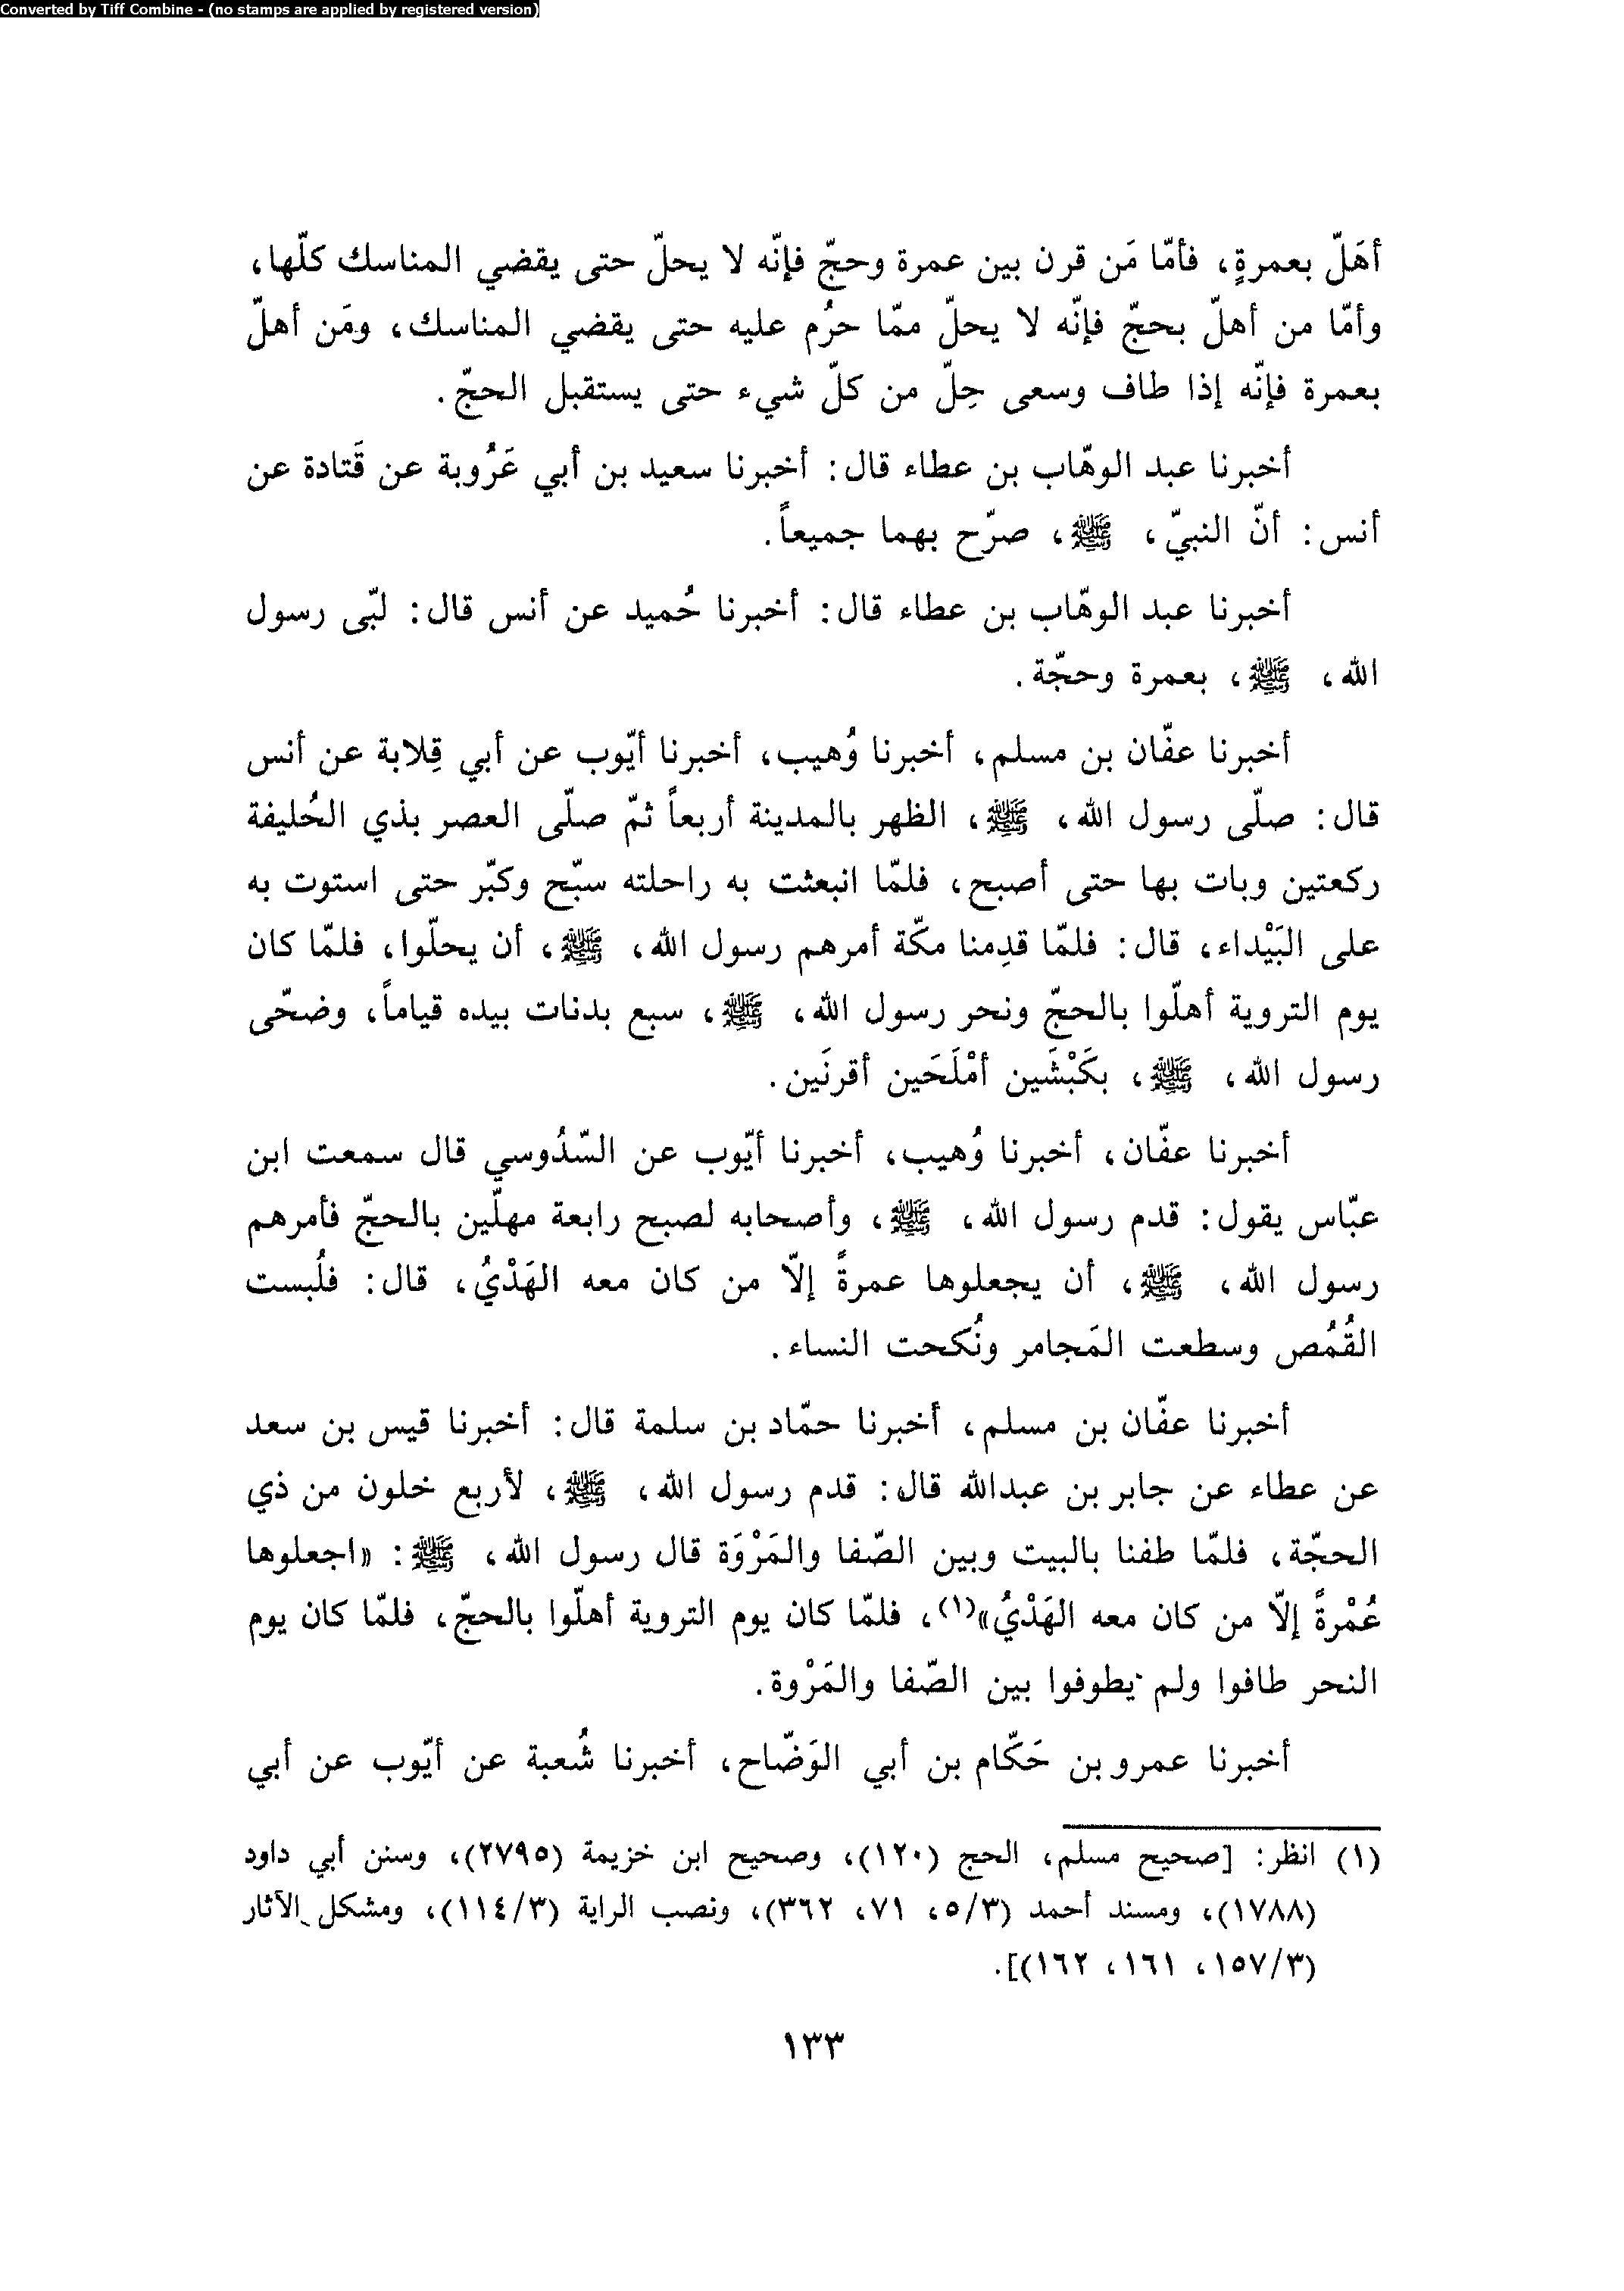 Converted by Tiff Combine - (no stamps are applied by registered version)
أهَلّ بعمرةٍ، فأمّا مَن قرن بين عمرة وحجّ فإنّه لا يحلّ حتى يقضي المناسك كلّها،
وأمّا من أهلّ بحجّ فإنّه لا يحلّ ممّا حرُم عليه حتى يقضي المناسك، ومَن أهلّ
بعمرة فإنّه إذا طاف وسعى حِلّ من كلّ شيء حتى يستقبل الحجّ.
أخبرنا عبد الوهّاب بن عطاء قال: أخبرنا سعيد بن أبي عَرُوبة عن قَتادة عن
أنس: أنّ النبيّ، ﷺ، صرّح بهما جميعاً.
أخبرنا عبد الوهّاب بن عطاء قال: أخبرنا حُميد عن أنس قال: لبّى رسول
الله، ﷺ، بعمرة وحجّة.
أخبرنا عفّان بن مسلم، أخبرنا وُهيب، أخبرنا أيّوب عن أبي قِلابة عن أنس
قال: صلّى رسول الله، ﷺ، الظهر بالمدينة أربعاً ثمّ صلّى العصر بذي الحُليفة
ركعتين وبات بها حتى أصبح، فلمّا انبعثت به راحلته سبّح وكبّر حتى استوت به
على البَيْداء، قال: فلمّا قدِمنا مكّة أمرهم رسول الله، ﷺ، أن يحلّوا، فلمّا كان
يوم التروية أهلّوا بالحجّ ونحر رسول الله، ﷺ، سبع بدنات بيده قياماً، وضحّى
رسول الله، ﷺ، بكَبْشَين أمْلَحَين أقرنَين.
أخبرنا عفّان، أخبرنا وُهيب، أخبرنا أيّوب عن السّدُوسي قال سمعت ابن
عبّاس يقول: قدم رسول الله، ﷺ، وأصحابه لصبح رابعة مهلّين بالحجّ فأمرهم
رسول الله، ﷺ، أن يجعلوها عمرةً إلاّ من كان معه الهَدْيُ، قال: فلُبست
القُمُص وسطعت المَجامر ونُكحت النساء.
أخبرنا عفّان بن مسلم، أخبرنا حمّاد بن سلمة قال: أخبرنا قيس بن سعد
عن عطاء عن جابر بن عبدالله قال: قدم رسول الله، ﷺ، لأربع خلون من ذي
الحجّة، فلمّا طفنا بالبيت وبين الصّفا والمَرْوَة قال رسول الله، ﷺ: «اجعلوها
عُمْرةً إلاّ من كان معه الهَدْيُ»(١)، فلمّا كان يوم التروية أهلّوا بالحجّ، فلمّا كان يوم
النحر طافوا ولم يطوفوا بين الصّفا والمَرْوة.
أخبرنا عمرو بن حَكّام بن أبي الوَضّاح، أخبرنا شُعبة عن أيّوب عن أبي
(١) انظر: [صحيح مسلم، الحج (١٢٠)، وصحيح ابن خزيمة (٢٧٩٥)، وسنن أبي داود
(١٧٨٨)، ومسند أحمد (٥/٣، ٧١، ٣٦٢)، ونصب الراية (١١٤/٣)، ومشكل الآثار
(١٥٧/٣، ١٦١، ١٦٢)].
١٣٣